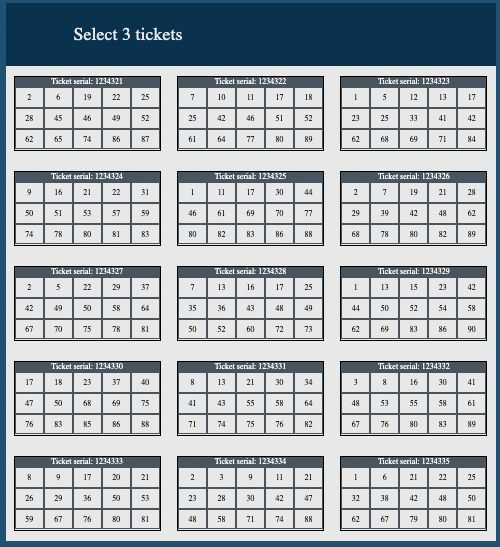 Select 3 tickets
Ticket serial: 1234321
2 6 19 22 25
28 45 46 49 52
62 65 74 86 87
Ticket serial: 1234322
7 10 11 17 18
25 42 46 51 52
61 64 77 80 89
Ticket serial: 1234323
1 5 12 13 17
23 25 33 41 42
62 68 69 71 84
Ticket serial: 1234324
9 16 21 22 31
50 51 53 57 59
74 78 80 81 83
Ticket serial: 1234325
1 11 17 30 44
46 61 69 70 77
80 82 83 86 88
Ticket serial: 1234326
2 7 19 21 28
29 39 42 48 62
68 78 80 82 89
Ticket serial: 1234327
2 5 22 29 37
42 49 50 58 64
67 70 75 78 81
Ticket serial: 1234328
7 13 16 17 25
35 36 43 48 49
50 52 60 72 73
Ticket serial: 1234329
1 13 15 23 42
44 50 52 54 58
62 69 83 86 90
Ticket serial: 1234330
17 18 23 37 40
47 50 68 69 75
76 83 85 86 88
Ticket serial: 1234331
8 13 21 30 34
41 43 55 58 64
71 74 75 76 82
Ticket serial: 1234332
3 8 16 30 41
48 53 55 58 61
67 76 80 83 89
Ticket serial: 1234333
8 9 17 20 21
26 29 36 50 53
59 67 76 80 81
Ticket serial: 1234334
2 3 9 11 21
23 28 30 42 47
48 58 71 74 88
Ticket serial: 1234335
1 6 21 22 25
32 38 42 48 50
62 67 79 80 81